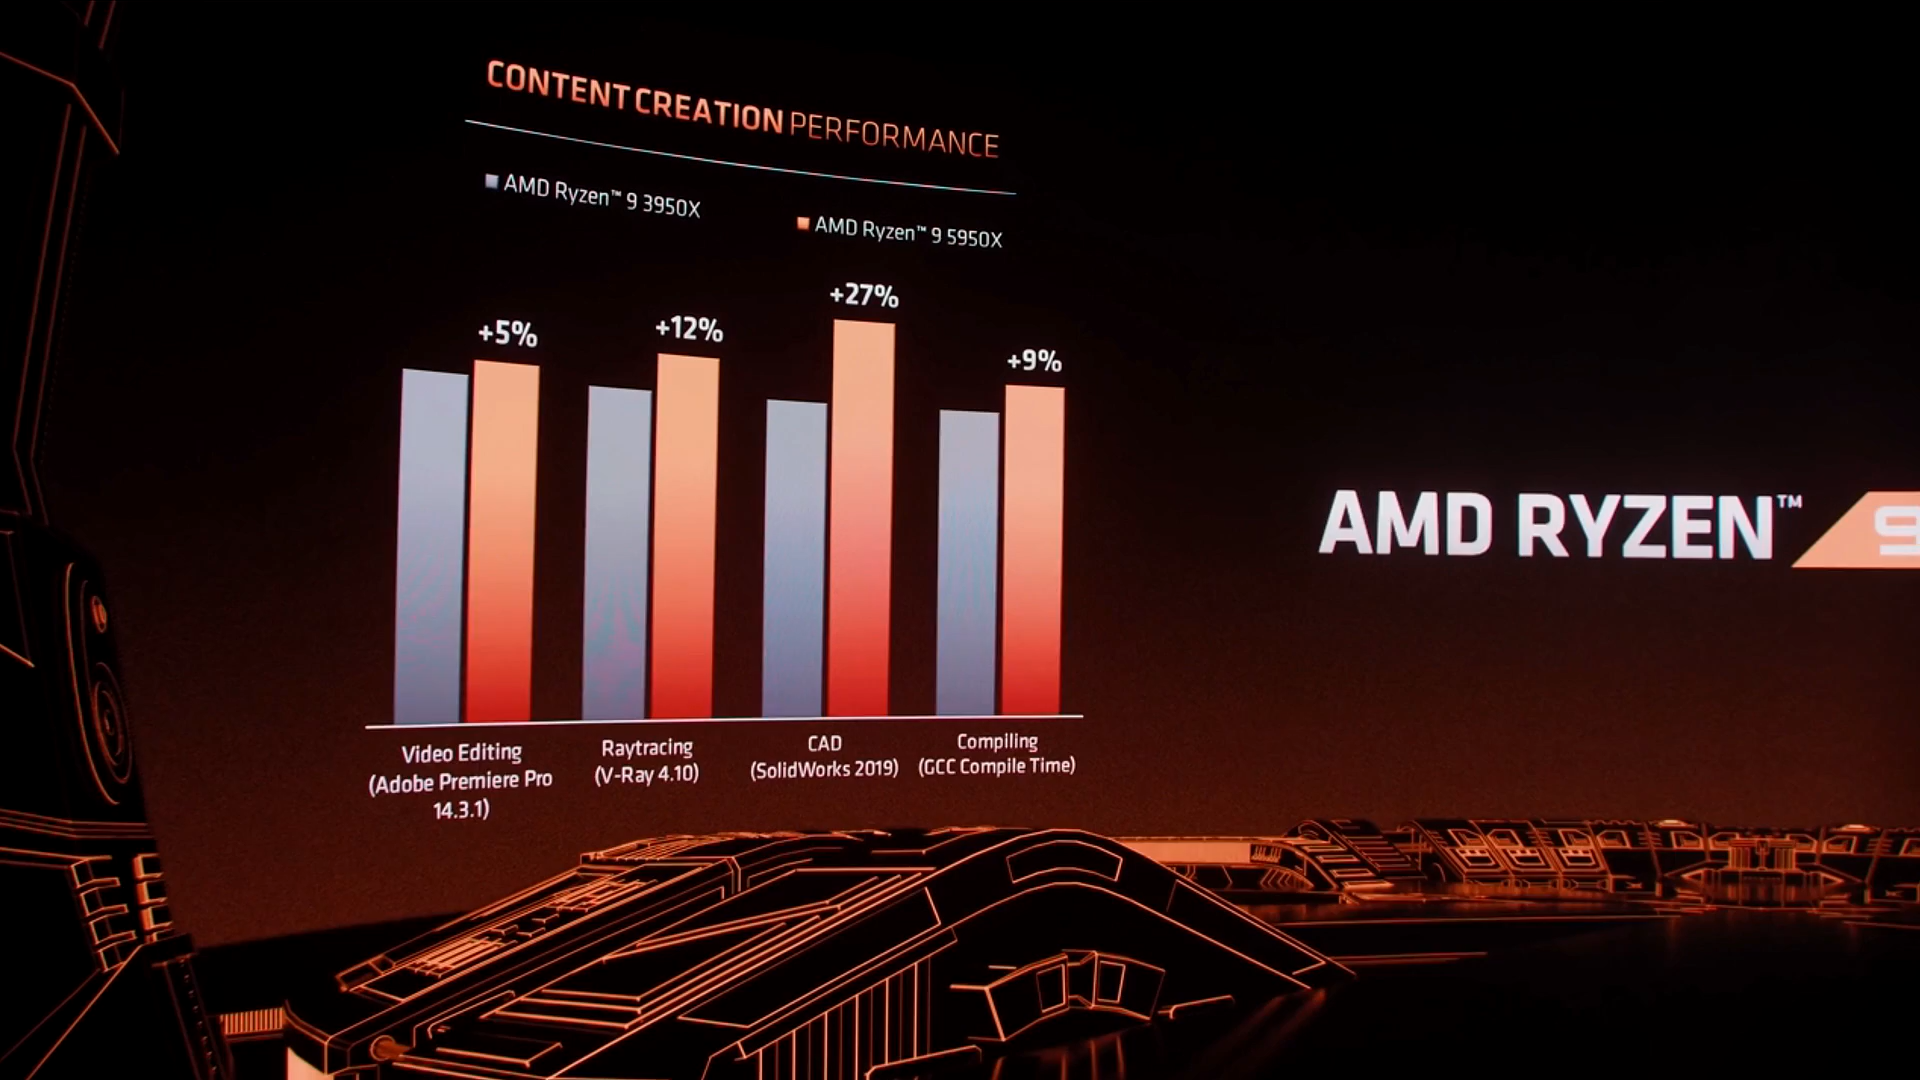 CONTENT CREATION PERFORMANCE
AMD Ryzen™ 9 3950X
AMD Ryzen™ 9 5950X
+5%
+12%
+27%
+9%
Video Editing
(Adobe Premiere Pro
14.3.1)
Raytracing
(V-Ray 4.10)
CAD
(SolidWorks 2019)
Compiling
(GCC Compile Time)
AMD RYZEN™ 9